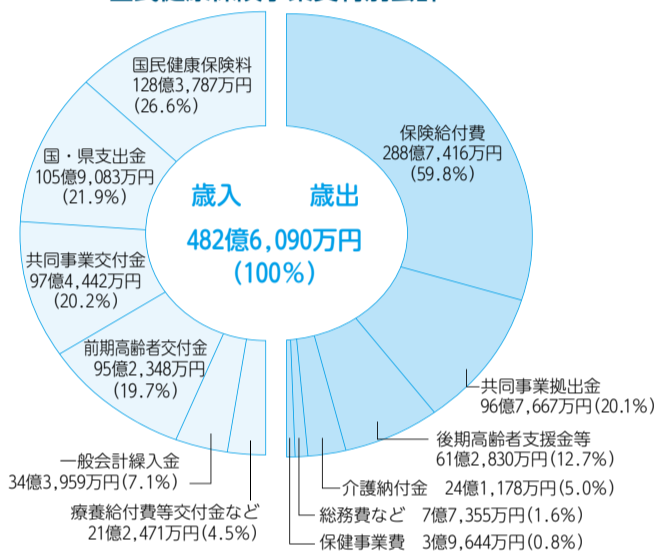 国民健康保険料
128億3,787万円
(26.6%)
国・県支出金
105億9,083万円
(21.9%)
共同事業交付金
97億4,442万円
(20.2%)
前期高齢者交付金
95億2,348万円
(19.7%)
一般会計繰入金
34億3,959万円(7.1%)
療養給付費等交付金など
21億2,471万円(4.5%)
歳入 歳出
482億6,090万円
(100%)
保険給付費
288億7,416万円
(59.8%)
共同事業拠出金
96億7,667万円(20.1%)
後期高齢者支援金等
61億2,830万円(12.7%)
介護納付金 24億1,178万円(5.0%)
総務費など 7億7,355万円(1.6%)
保健事業費 3億9,644万円(0.8%)